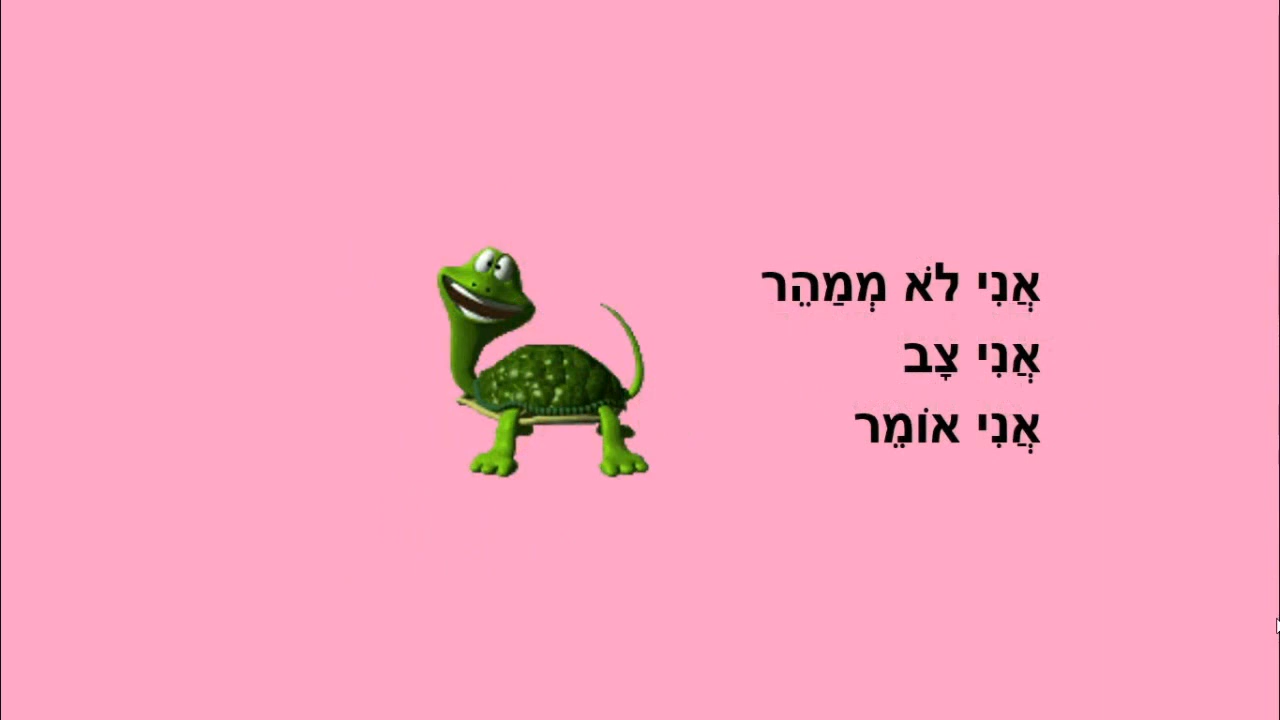 אֲנִי לֹא מְמַהֵר
אֲנִי צָב
אֲנִי אוֹמֵר